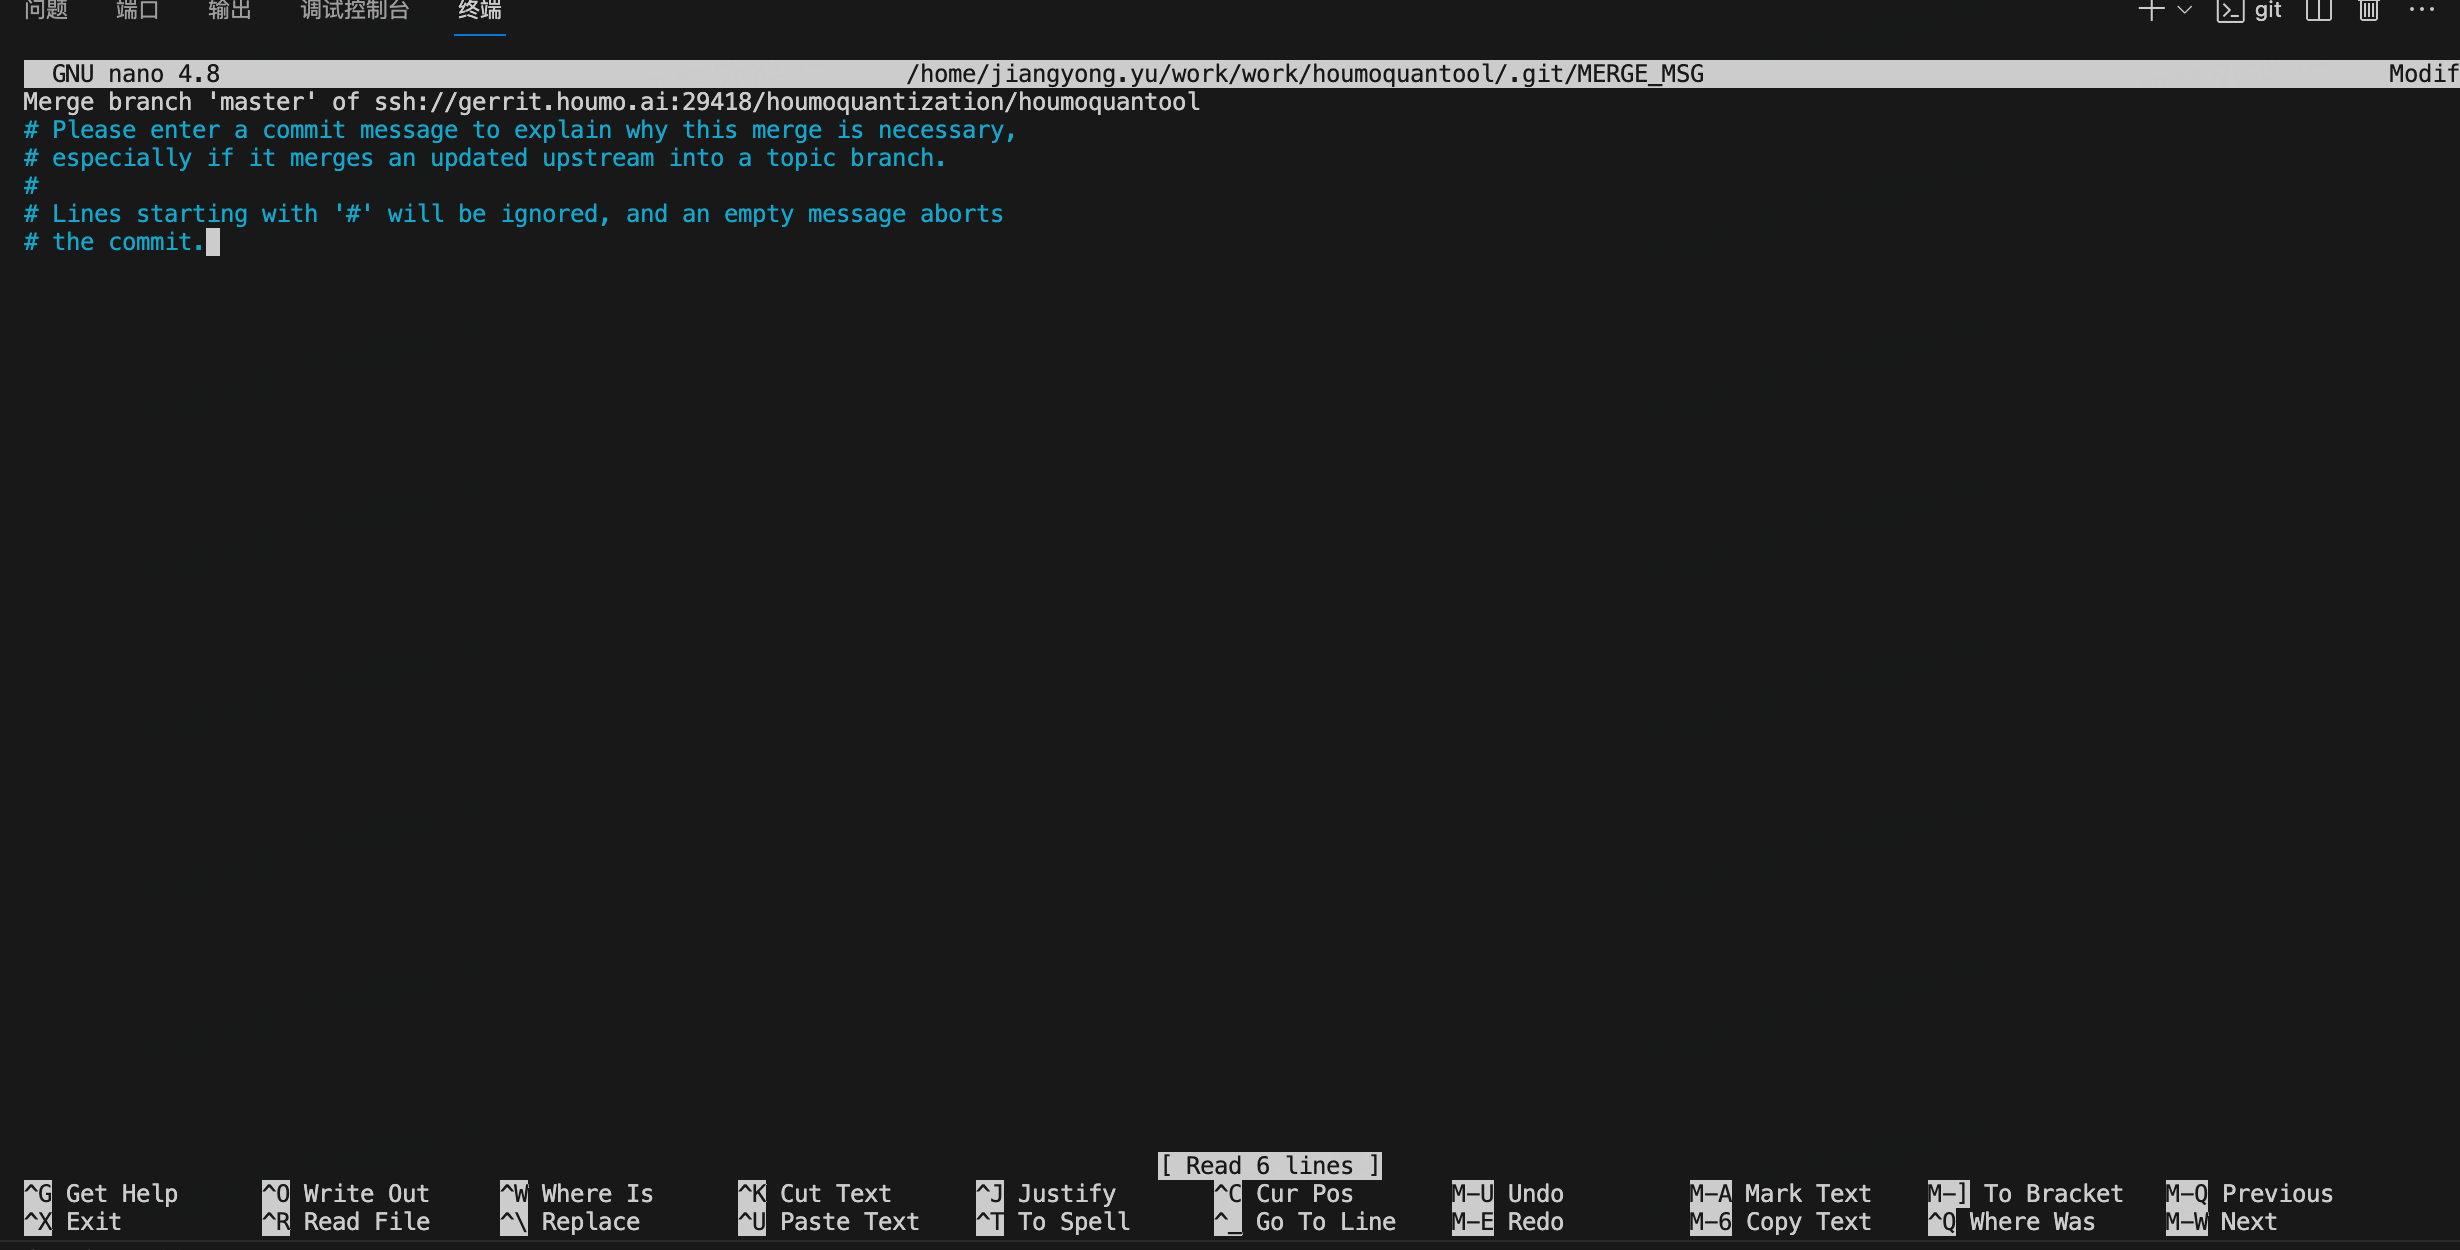 问题 端口 输出 调试控制台 终端 git
GNU nano 4.8 /home/jiangyong.yu/work/work/houmoquantool/.git/MERGE_MSG Modif
Merge branch 'master' of ssh://gerrit.houmo.ai:29418/houmoquantization/houmoquantool
# Please enter a commit message to explain why this merge is necessary,
# especially if it merges an updated upstream into a topic branch.
#
# Lines starting with '#' will be ignored, and an empty message aborts
# the commit.
[ Read 6 lines ]
^G Get Help ^O Write Out ^W Where Is ^K Cut Text ^J Justify ^C Cur Pos M-U Undo M-A Mark Text M-] To Bracket M-Q Previous
^X Exit ^R Read File ^\ Replace ^U Paste Text ^T To Spell ^_ Go To Line M-E Redo M-6 Copy Text ^Q Where Was M-W Next